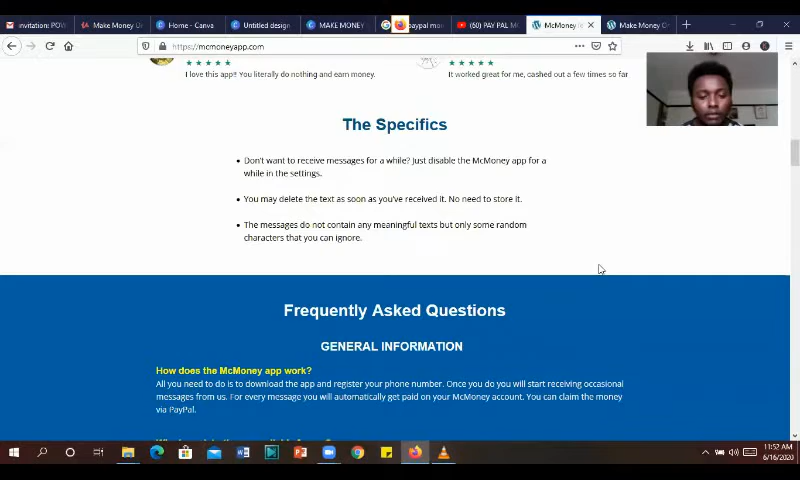 invitation: POW
Make Money D
Home - Canva
Untitled design
MAKE MONEY
paypal mon
(60) PAY PAL M
McMoney
Make Money O
https://mcmoneyapp.com
I love this app!! You literally do nothing and earn money.
It worked great for me, cashed out a few times so far
The Specifics
• Don't want to receive messages for a while? Just disable the McMoney app for a
while in the settings.
• You may delete the text as soon as you've received it. No need to store it.
• The messages do not contain any meaningful texts but only some random
characters that you can ignore.
Frequently Asked Questions
GENERAL INFORMATION
How does the McMoney app work?
All you need to do is to download the app and register your phone number. Once you do you will start receiving occasional
messages from us. For every message you will automatically get paid on your McMoney account. You can claim the money
via PayPal.
11:52 AM
6/16/2020